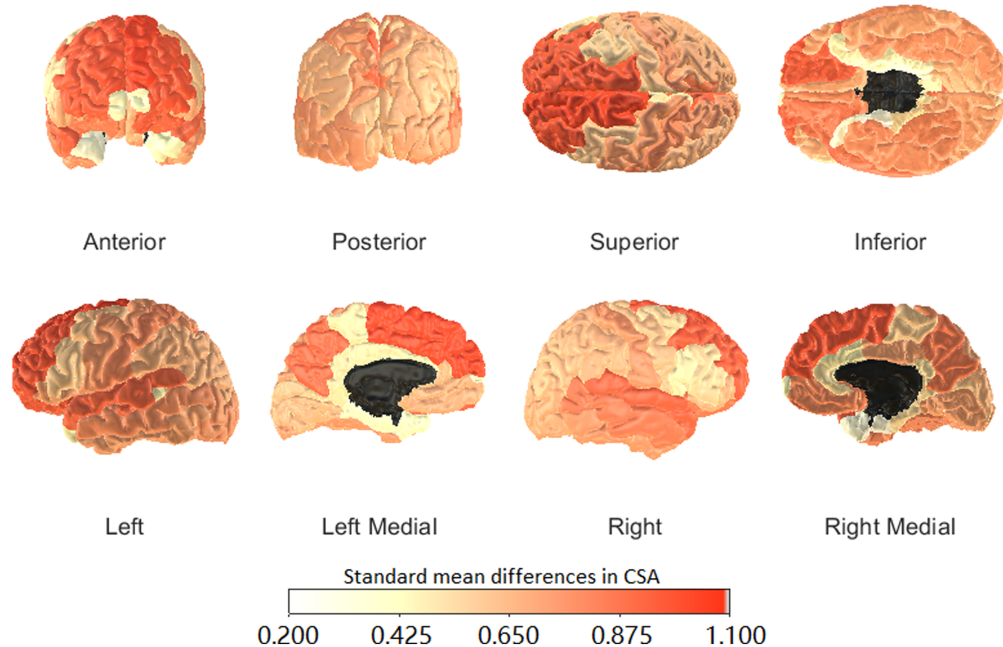 Anterior
Posterior
Superior
Inferior
Left
Left Medial
Right
Right Medial
Standard mean differences in CSA
0.200 0.425 0.650 0.875 1.100